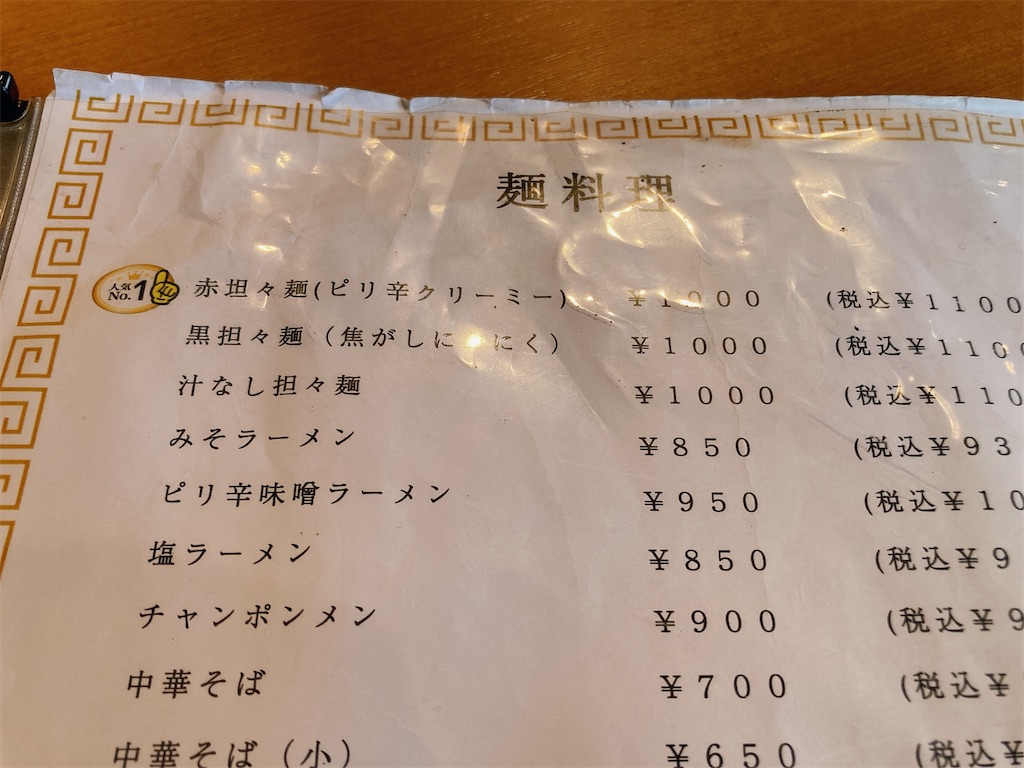 麺料理
人気 No.1 赤坦々麺(ピリ辛クリーミー) ¥1000 (税込¥1100
黒担々麺（焦がしにんにく） ¥1000 (税込¥110
汁なし担々麺 ¥1000 (税込¥110
みそラーメン ¥850 (税込¥93
ピリ辛味噌ラーメン ¥950 (税込¥10
塩ラーメン ¥850 (税込¥9
チャンポンメン ¥900 (税込¥9
中華そば ¥700 (税込¥
中華そば（小） ¥650 (税込¥